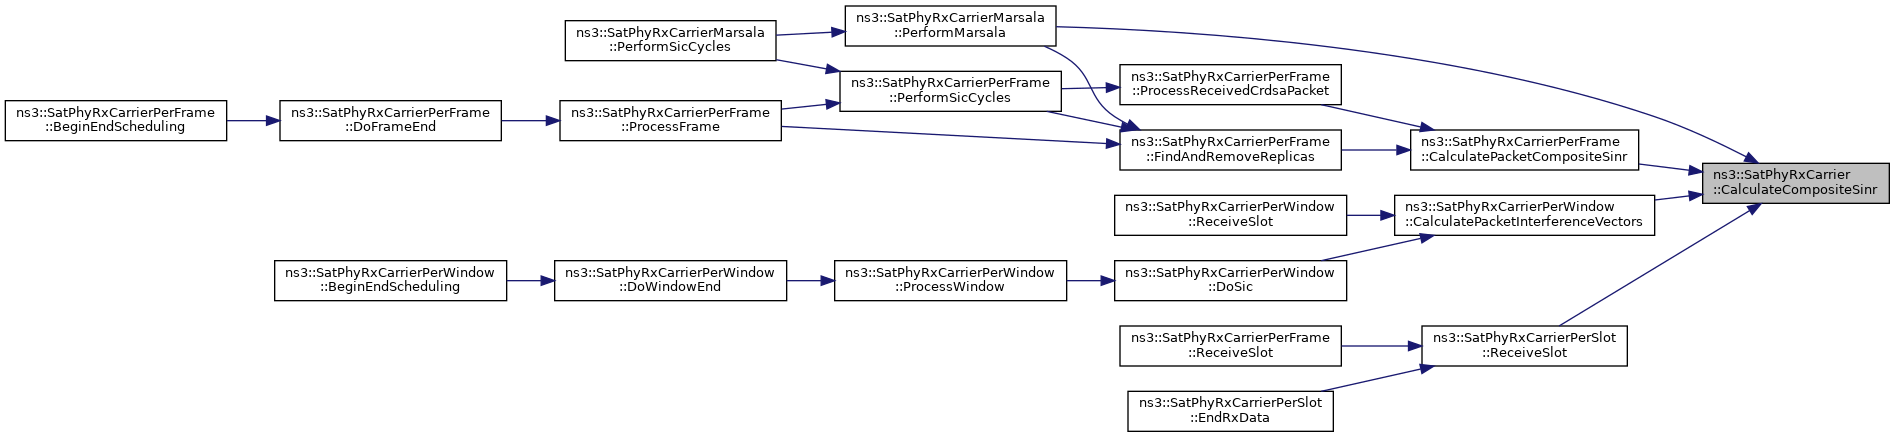 ns3::SatPhyRxCarrierMarsala
::PerformMarsala
ns3::SatPhyRxCarrierMarsala
::PerformSicCycles
ns3::SatPhyRxCarrierPerFrame
::ProcessReceivedCrdsaPacket
ns3::SatPhyRxCarrierPerFrame
::PerformSicCycles
ns3::SatPhyRxCarrierPerFrame
::BeginEndScheduling
ns3::SatPhyRxCarrierPerFrame
::DoFrameEnd
ns3::SatPhyRxCarrierPerFrame
::ProcessFrame
ns3::SatPhyRxCarrierPerFrame
::FindAndRemoveReplicas
ns3::SatPhyRxCarrierPerFrame
::CalculatePacketCompositeSinr
ns3::SatPhyRxCarrier
::CalculateCompositeSinr
ns3::SatPhyRxCarrierPerWindow
::ReceiveSlot
ns3::SatPhyRxCarrierPerWindow
::CalculatePacketInterferenceVectors
ns3::SatPhyRxCarrierPerWindow
::BeginEndScheduling
ns3::SatPhyRxCarrierPerWindow
::DoWindowEnd
ns3::SatPhyRxCarrierPerWindow
::ProcessWindow
ns3::SatPhyRxCarrierPerWindow
::DoSic
ns3::SatPhyRxCarrierPerFrame
::ReceiveSlot
ns3::SatPhyRxCarrierPerSlot
::ReceiveSlot
ns3::SatPhyRxCarrierPerSlot
::EndRxData